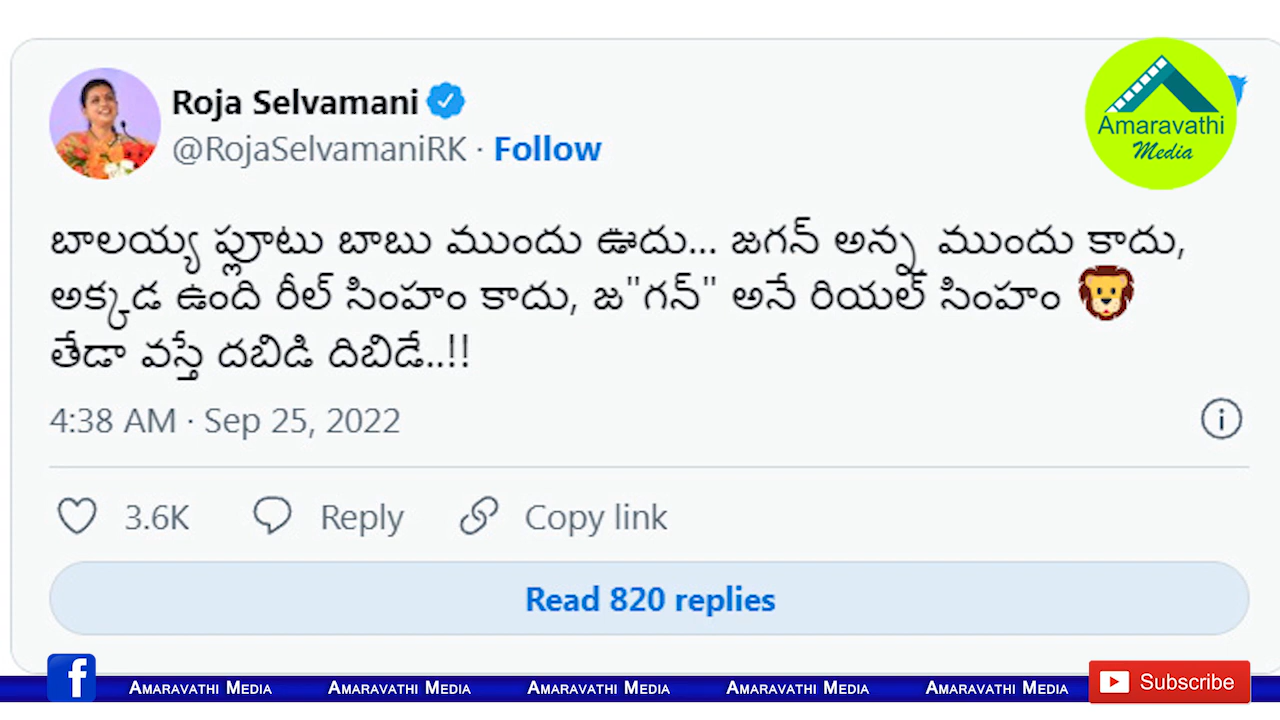 Roja Selvamani
@RojaSelvamaniRK · Follow
Amaravathi
Media
బాలయ్య ఫ్లూటు బాబు ముందు ఊదు... జగన్ అన్న ముందు కాదు,
అక్కడ ఉంది రీల్ సింహం కాదు, జ"గన్" అనే రియల్ సింహం 🦁
తేడా వస్తే దబిడి దిబిడే..!!
4:38 AM · Sep 25, 2022
3.6K Reply Copy link
Read 820 replies
Amaravathi Media Amaravathi Media Amaravathi Media Amaravathi Media Amaravathi Media Subscribe